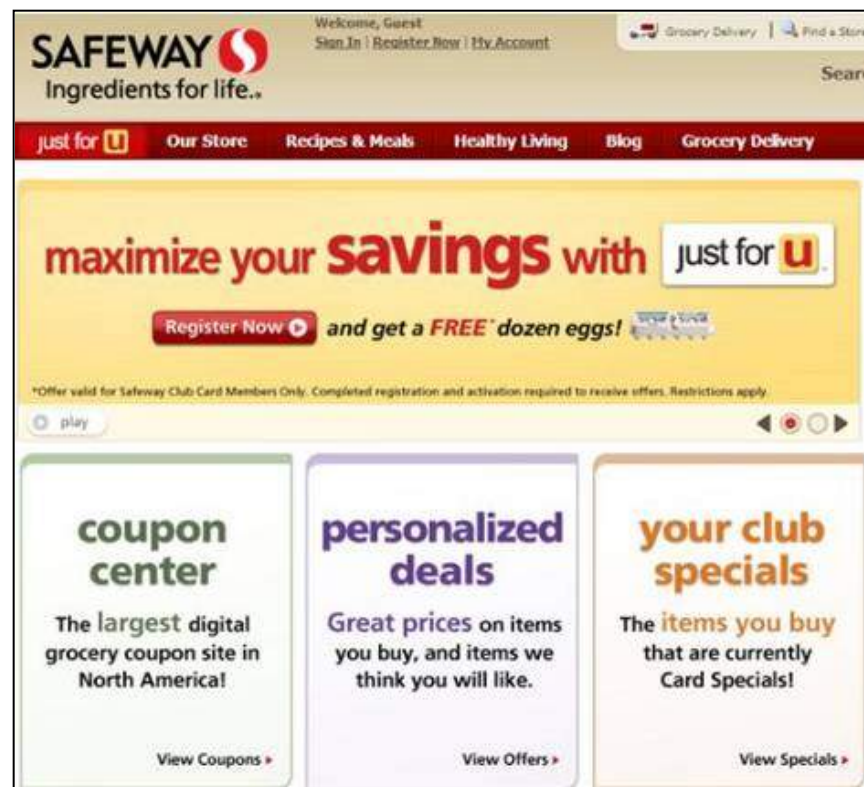 Welcome, Guest
Sign In | Register Now | My Account
Grocery Delivery | Find a Store
SAFEWAY
Ingredients for life..
Sear
just for U
Our Store
Recipes & Meals
Healthy Living
Blog
Grocery Delivery
maximize your savings with just for u
Register Now and get a FREE* dozen eggs!
*Offer valid for Safeway Club Card Members Only. Completed registration and activation required to receive offers. Restrictions apply.
play
coupon
center
The largest digital
grocery coupon site in
North America!
View Coupons
personalized
deals
Great prices on items
you buy, and items we
think you will like.
View Offers
your club
specials
The items you buy
that are currently
Card Specials!
View Specials